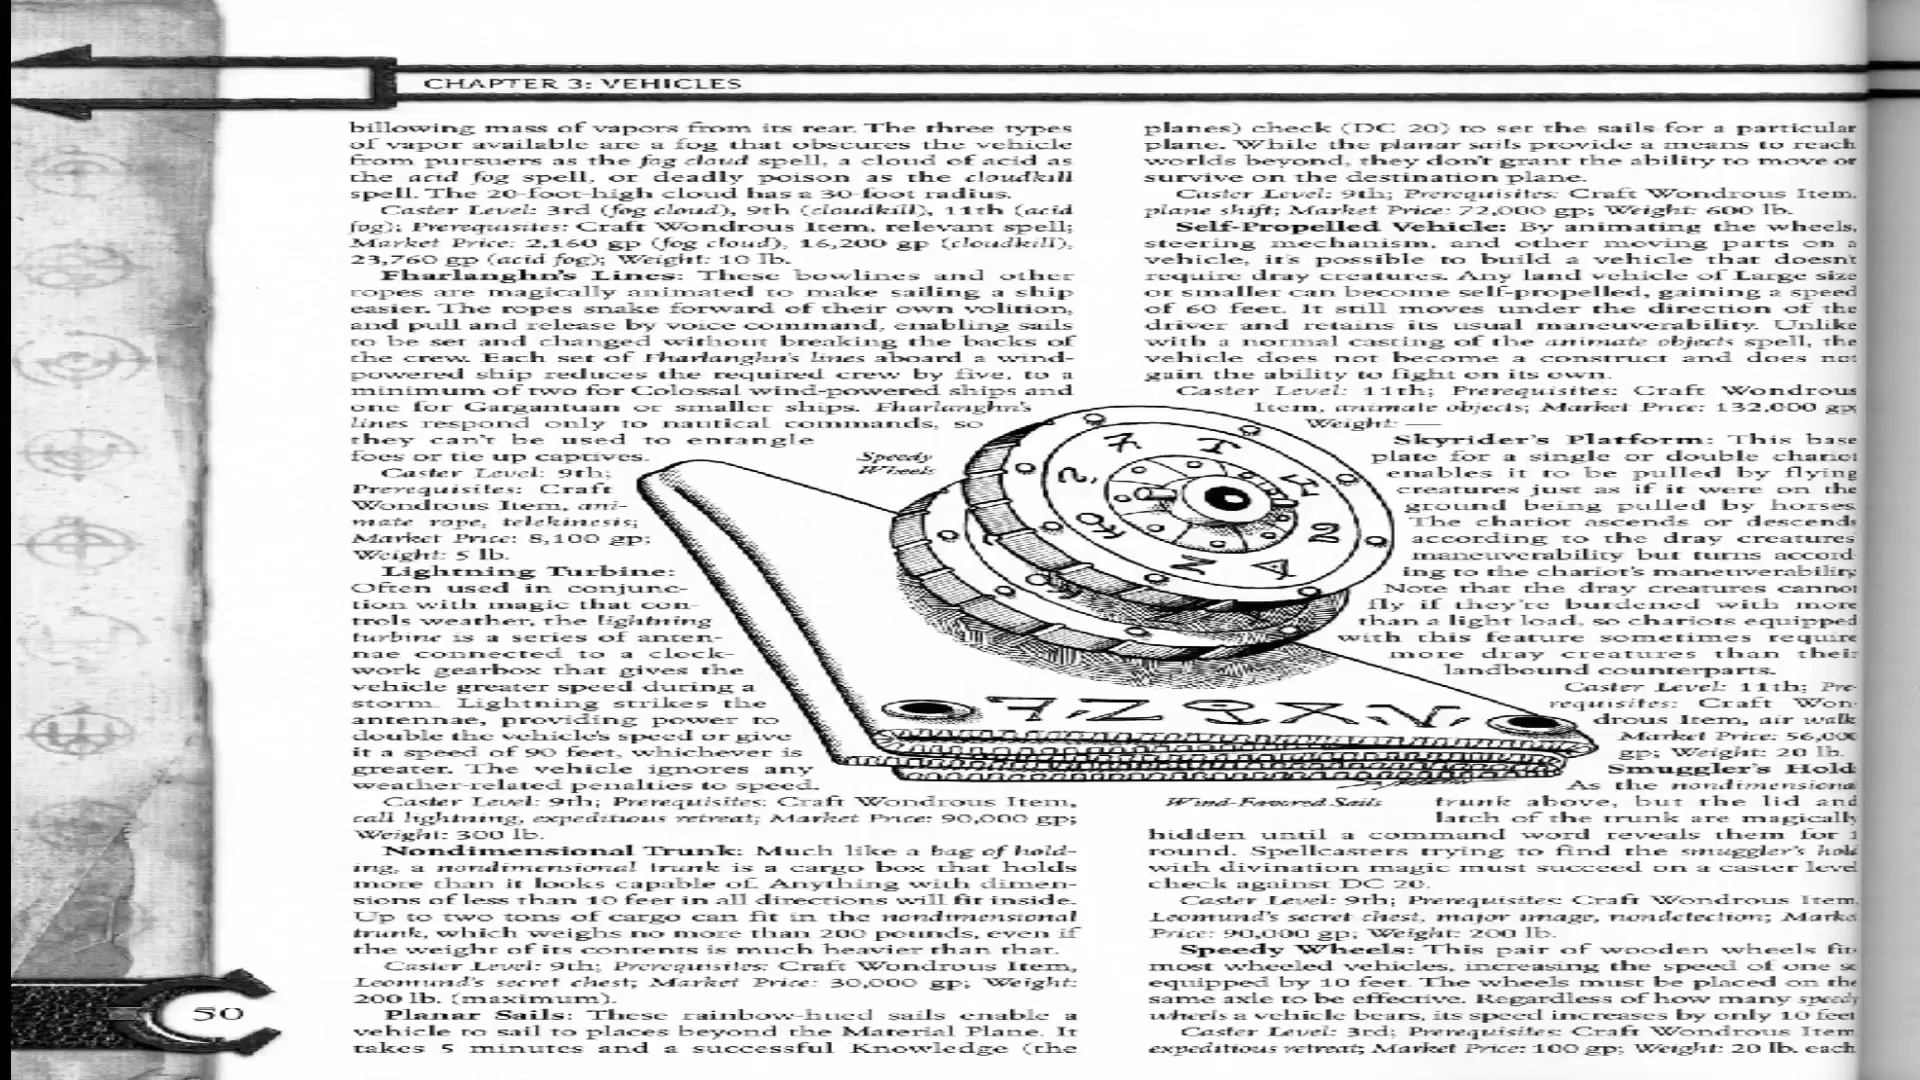 CHAPTER 3: VEHICLES
billowing mass of vapors from its rear. The three types
of vapor available are a fog that obscures the vehicle
from pursuers as the fog cloud spell, a cloud of acid as
the acid fog spell, or deadly poison as the cloudkill
spell. The 20-foot-high cloud has a 30-foot radius.
Caster Level: 3rd (fog cloud), 9th (cloudkill), 11th (acid
fog); Prerequisites: Craft Wondrous Item, relevant spell;
Market Price: 2,160 gp (fog cloud), 16,200 gp (cloudkill),
23,760 gp (acid fog); Weight: 10 lb.
Fharlanghn's Lines: These bowlines and other
ropes are magically animated to make sailing a ship
easier. The ropes snake forward of their own volition,
and pull and release by voice command, enabling sails
to be set and changed without breaking the backs of
the crew. Each set of Fharlanghn's lines aboard a wind-
powered ship reduces the required crew by five, to a
minimum of two for Colossal wind-powered ships and
one for Gargantuan or smaller ships. Fharlanghn's
lines respond only to nautical commands, so
they can't be used to entangle
foes or tie up captives.
Caster Level: 9th;
Prerequisites: Craft
Wondrous Item, ani-
mate rope, telekinesis;
Market Price: 8,100 gp;
Weight: 5 lb.
Lightning Turbine:
Often used in conjunc-
tion with magic that con-
trols weather, the lightning
turbine is a series of anten-
nae connected to a clock-
work gearbox that gives the
vehicle greater speed during a
storm. Lightning strikes the
antennae, providing power to
double the vehicle's speed or give
it a speed of 90 feet, whichever is
greater. The vehicle ignores any
weather-related penalties to speed.
Caster Level: 9th; Prerequisites: Craft Wondrous Item,
call lightning, expeditious retreat; Market Price: 90,000 gp;
Weight: 300 lb.
Nondimensional Trunk: Much like a bag of hold-
ing, a nondimensional trunk is a cargo box that holds
more than it looks capable of. Anything with dimen-
sions of less than 10 feet in all directions will fit inside.
Up to two tons of cargo can fit in the nondimensional
trunk, which weighs no more than 200 pounds, even if
the weight of its contents is much heavier than that.
Caster Level: 9th; Prerequisites: Craft Wondrous Item,
Leomund's secret chest; Market Price: 30,000 gp; Weight:
200 lb. (maximum).
Planar Sails: These rainbow-hued sails enable a
vehicle to sail to places beyond the Material Plane. It
takes 5 minutes and a successful Knowledge (the
planes) check (DC 20) to set the sails for a particular
plane. While the planar sails provide a means to reach
worlds beyond, they don't grant the ability to move or
survive on the destination plane.
Caster Level: 9th; Prerequisites: Craft Wondrous Item,
plane shift; Market Price: 72,000 gp; Weight: 600 lb.
Self-Propelled Vehicle: By animating the wheels,
steering mechanism, and other moving parts on a
vehicle, it's possible to build a vehicle that doesn't
require dray creatures. Any land vehicle of Large size
or smaller can become self-propelled, gaining a speed
of 60 feet. It still moves under the direction of the
driver and retains its usual maneuverability. Unlike
with a normal casting of the animate objects spell, the
vehicle does not become a construct and does not
gain the ability to fight on its own.
Caster Level: 11th; Prerequisites: Craft Wondrous
Item, animate objects; Market Price: 132,000 gp;
Weight: —
Skyrider's Platform: This base
plate for a single or double chariot
enables it to be pulled by flying
creatures just as if it were on the
ground being pulled by horses.
The chariot ascends or descends
according to the dray creatures'
maneuverability but turns accord-
ing to the chariot's maneuverability.
Note that the dray creatures cannot
fly if they're burdened with more
than a light load, so chariots equipped
with this feature sometimes require
more dray creatures than their
landbound counterparts.
Caster Level: 11th; Pre-
requisites: Craft Won-
drous Item, air walk
Market Price: 56,000
gp; Weight: 20 lb.
Smuggler's Hold:
As the nondimensional
trunk above, but the lid and
latch of the trunk are magically
hidden until a command word reveals them for 1
round. Spellcasters trying to find the smuggler's hold
with divination magic must succeed on a caster level
check against DC 20.
Caster Level: 9th; Prerequisites: Craft Wondrous Item,
Leomund's secret chest, major image, nondetection; Marke
Price: 90,000 gp; Weight: 200 lb.
Speedy Wheels: This pair of wooden wheels fits
most wheeled vehicles, increasing the speed of one so
equipped by 10 feet. The wheels must be placed on the
same axle to be effective. Regardless of how many speedy
wheels a vehicle bears, its speed increases by only 10 feet
Caster Level: 3rd; Prerequisites: Craft Wondrous Item
expeditious retreat; Market Price: 100 gp; Weight: 20 lb. each
Speedy
Wheels
Wind-Favored Sails
50